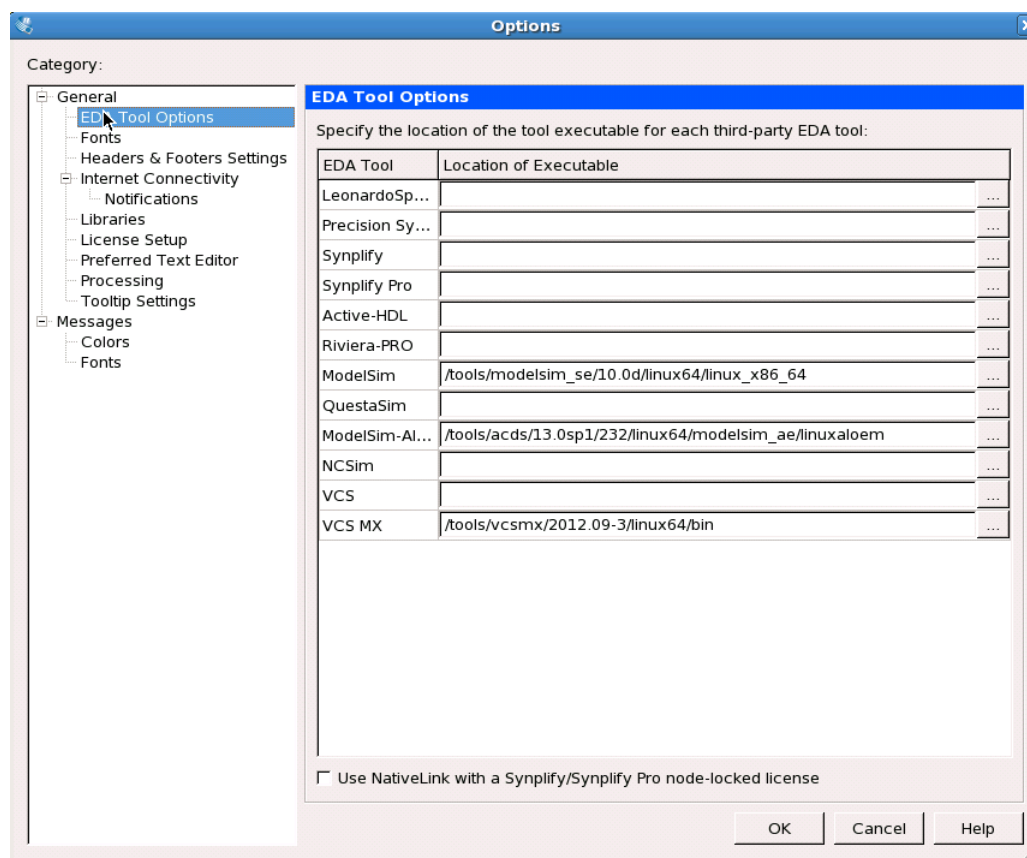 Options
Category:
General
EDA Tool Options
Fonts
Headers & Footers Settings
Internet Connectivity
Notifications
Libraries
License Setup
Preferred Text Editor
Processing
Tooltip Settings
Messages
Colors
Fonts
EDA Tool Options
Specify the location of the tool executable for each third-party EDA tool:
EDA Tool Location of Executable
LeonardoSp... ...
Precision Sy... ...
Synplify ...
Synplify Pro ...
Active-HDL ...
Riviera-PRO ...
ModelSim /tools/modelsim_se/10.0d/linux64/linux_x86_64 ...
QuestaSim ...
ModelSim-Al... /tools/acds/13.0sp1/232/linux64/modelsim_ae/linuxaloem ...
NCSim ...
VCS ...
VCS MX /tools/vcsmx/2012.09-3/linux64/bin ...
Use NativeLink with a Synplify/Synplify Pro node-locked license
OK Cancel Help